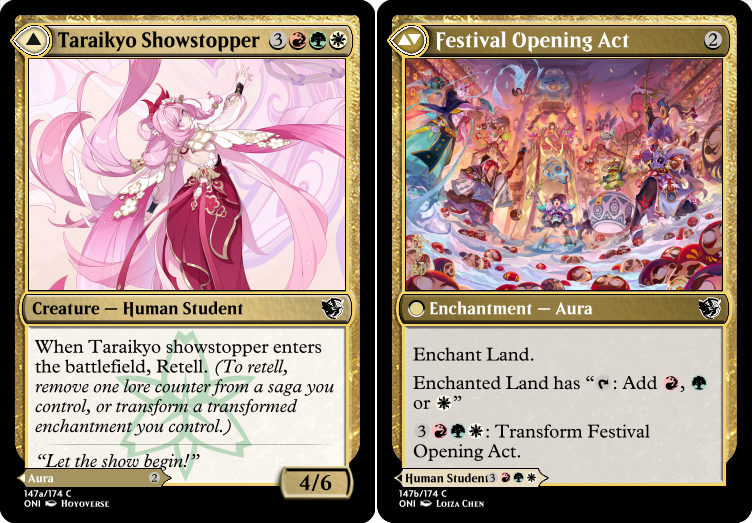 Taraikyo Showstopper 3
Creature — Human Student
When Taraikyo showstopper enters
the battlefield, Retell. (To retell,
remove one lore counter from a saga you
control, or transform a transformed
enchantment you control.)
“Let the show begin!”
Aura 2
4/6
147a/174 C
ONI Hoyoverse
Festival Opening Act 2
Enchantment — Aura
Enchant Land.
Enchanted Land has “: Add , 
or ”
3 : Transform Festival
Opening Act.
Human Student 3
147b/174 C
ONI Loiza Chen